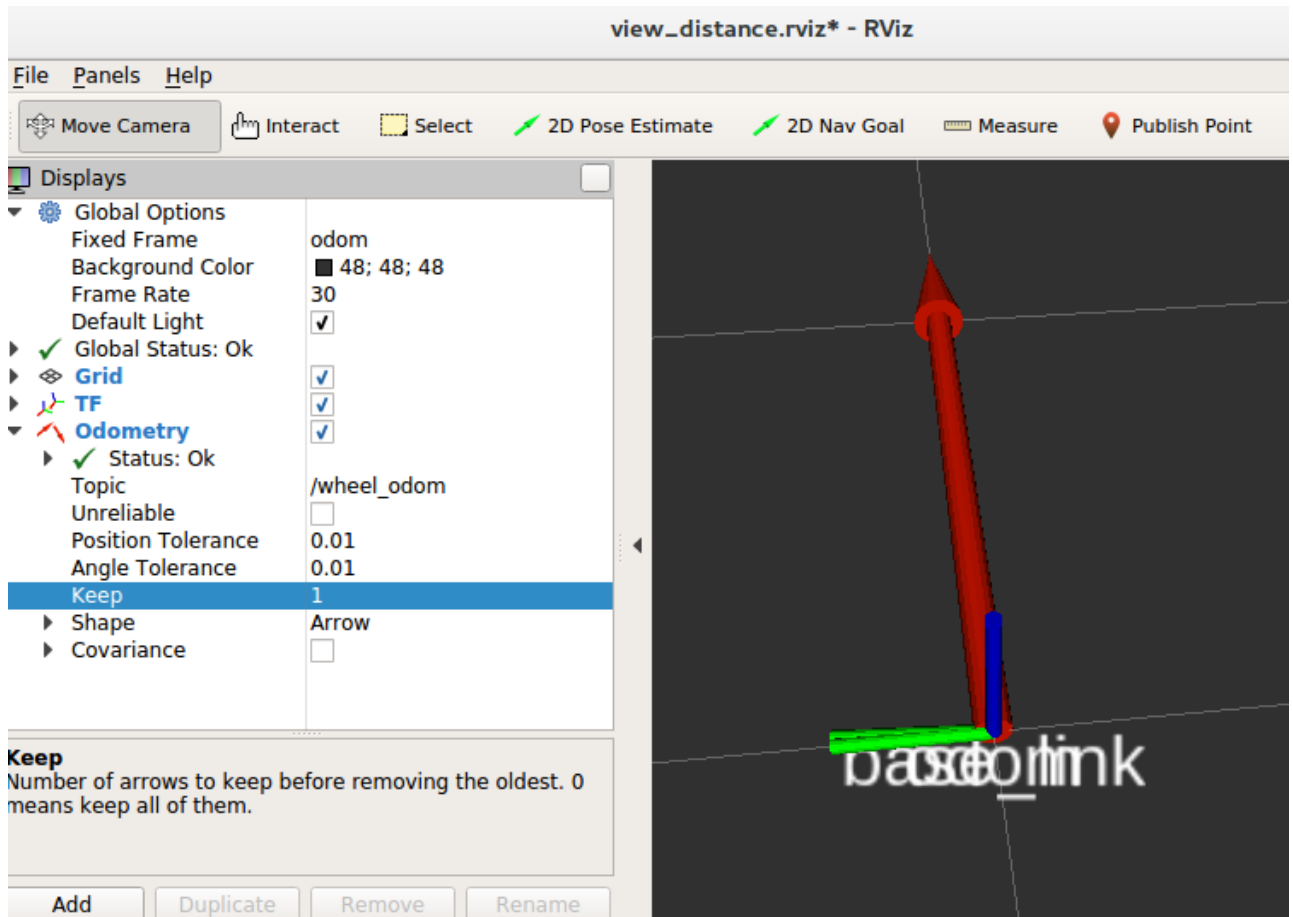 view_distance.rviz* - RViz
File Panels Help
Move Camera Interact Select 2D Pose Estimate 2D Nav Goal Measure Publish Point
Displays
Global Options
Fixed Frame odom
Background Color 48; 48; 48
Frame Rate 30
Default Light
Global Status: Ok
Grid
TF
Odometry
Status: Ok
Topic /wheel_odom
Unreliable
Position Tolerance 0.01
Angle Tolerance 0.01
Keep 1
Shape Arrow
Covariance
Keep
Number of arrows to keep before removing the oldest. 0
means keep all of them.
Add Duplicate Remove Rename